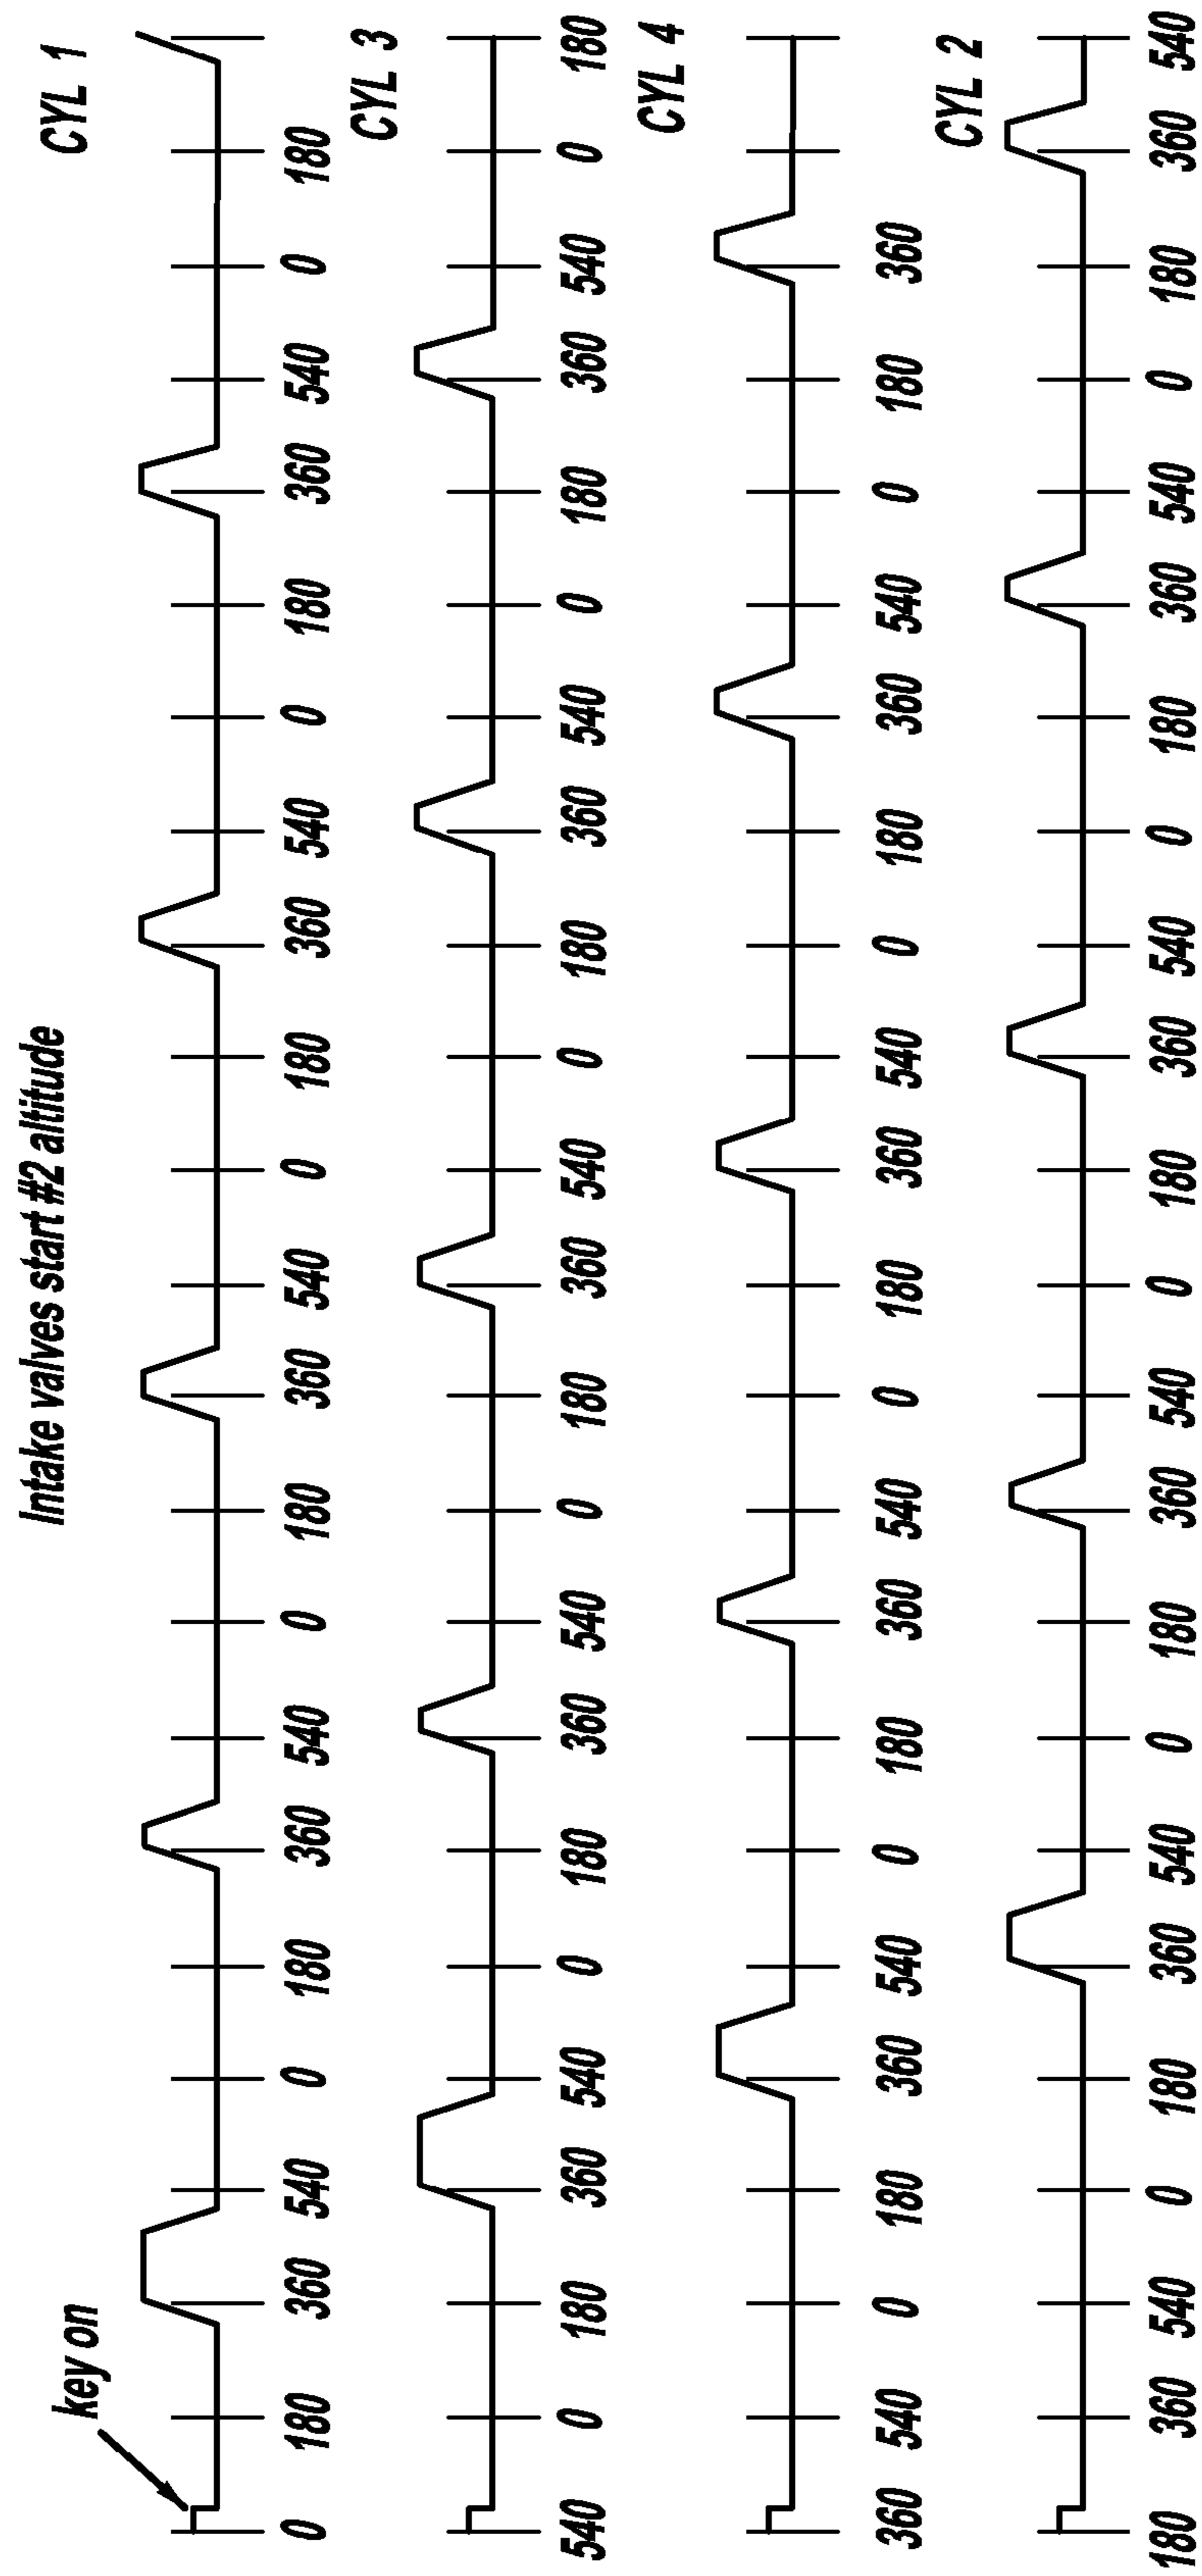 Intake valves start #2 altitude
key on
CYL 1
0 180 360 540 0 180 360 540 0 180 360 540 0 180 360 540 0 180 360 540 0 180
CYL 3
540 0 180 360 540 0 180 360 540 0 180 360 540 0 180 360 540 0 180 360 540 0 180
CYL 4
360 540 0 180 360 540 0 180 360 540 0 180 360 540 0 180 360 540 0 180 360
CYL 2
180 360 540 0 180 360 540 0 180 360 540 0 180 360 540 0 180 360 540 0 180 360 540